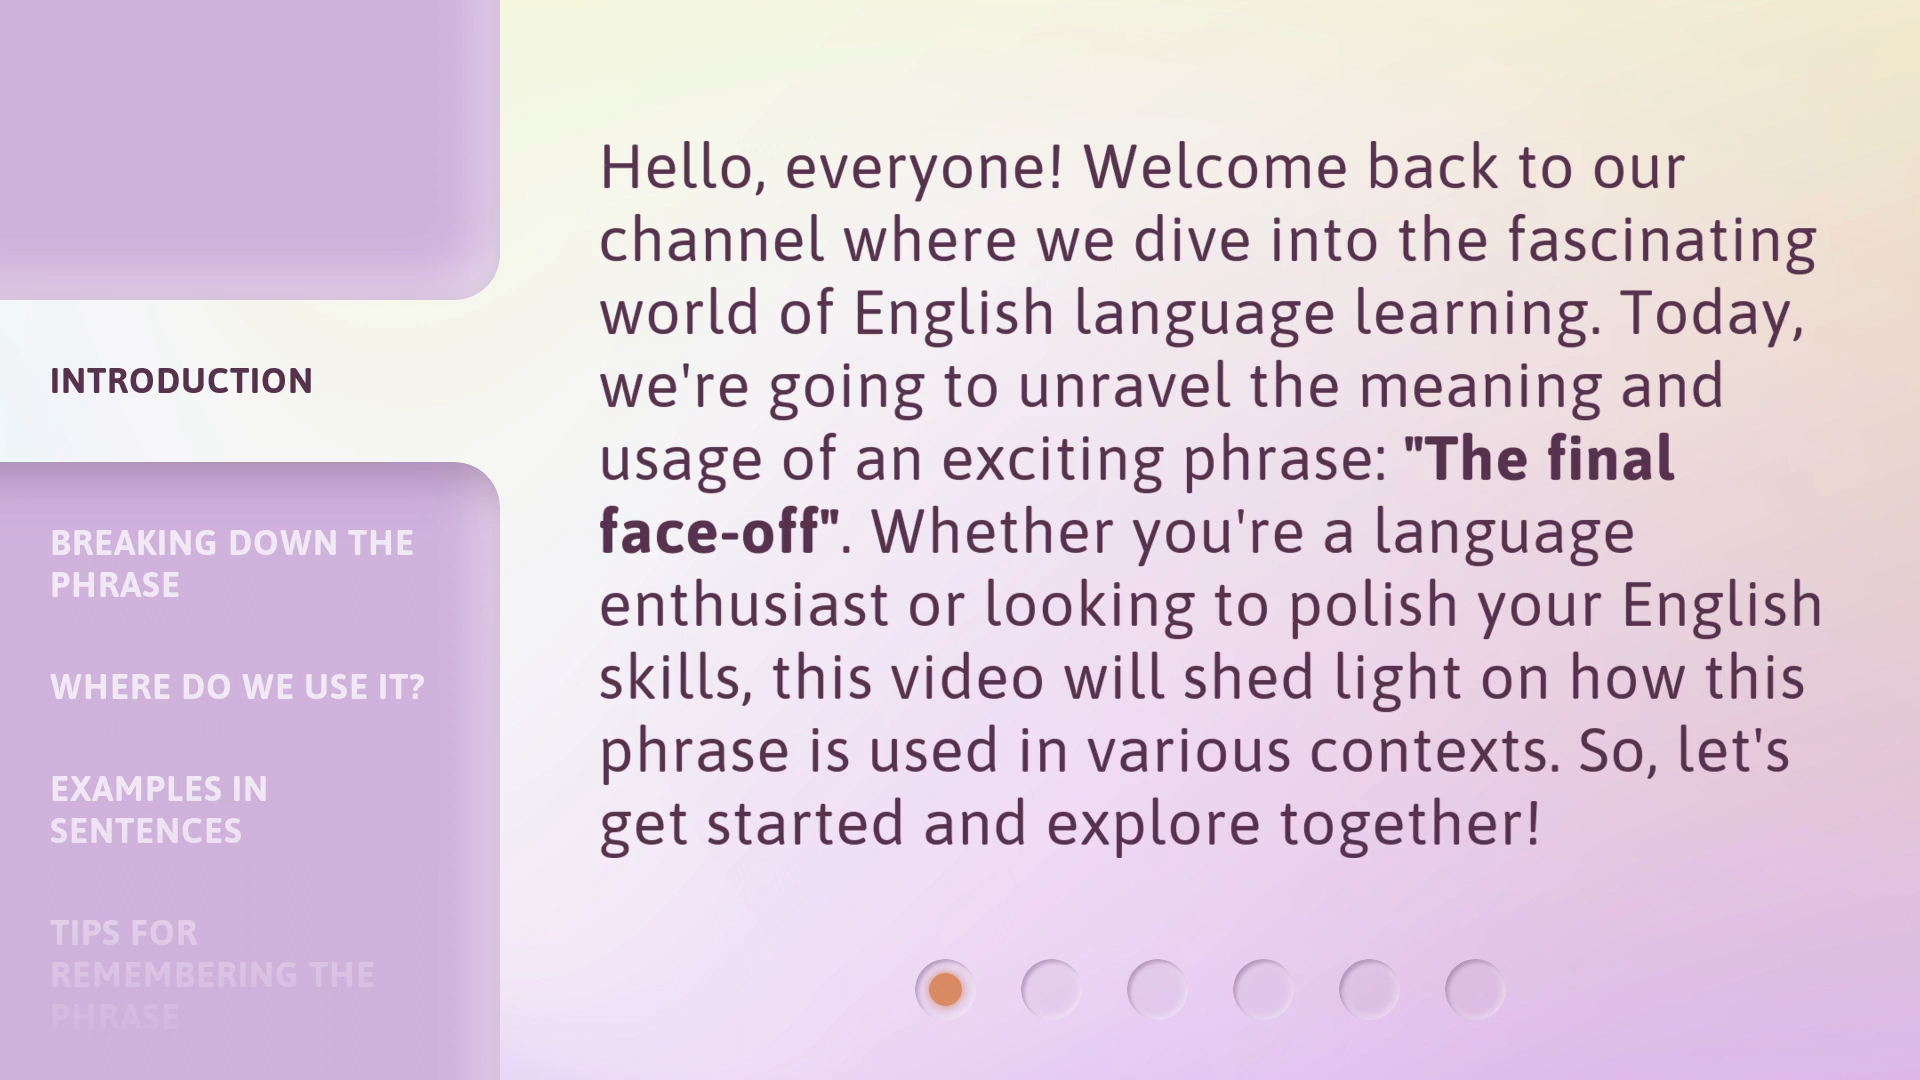 INTRODUCTION
BREAKING DOWN THE
PHRASE
WHERE DO WE USE IT?
EXAMPLES IN
SENTENCES
TIPS FOR
REMEMBERING THE
PHRASE
Hello, everyone! Welcome back to our
channel where we dive into the fascinating
world of English language learning. Today,
we're going to unravel the meaning and
usage of an exciting phrase: "The final
face-off". Whether you're a language
enthusiast or looking to polish your English
skills, this video will shed light on how this
phrase is used in various contexts. So, let's
get started and explore together!